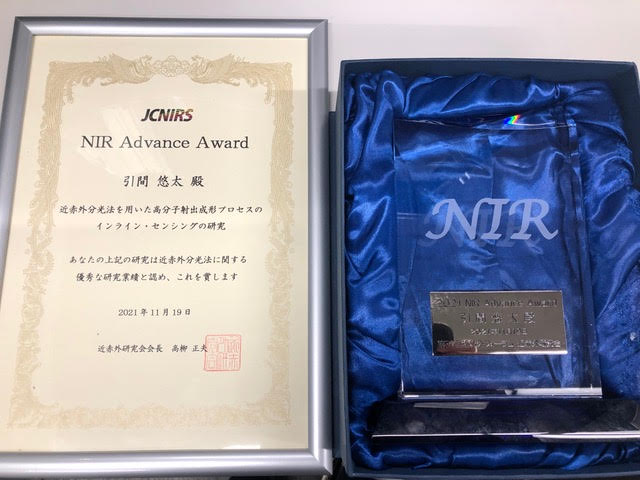 JCNIRS
NIR Advance Award
引間 悠太 殿
近赤外分光法を用いた高分子射出成形プロセスの
インライン・センシングの研究
あなたの上記の研究は近赤外分光法に関する
優秀な研究業績と認め、これを賞します
2021年11月19日
近赤外研究会会長 高柳 正夫
NIR
2021 NIR Advance Award
引間 悠太 殿